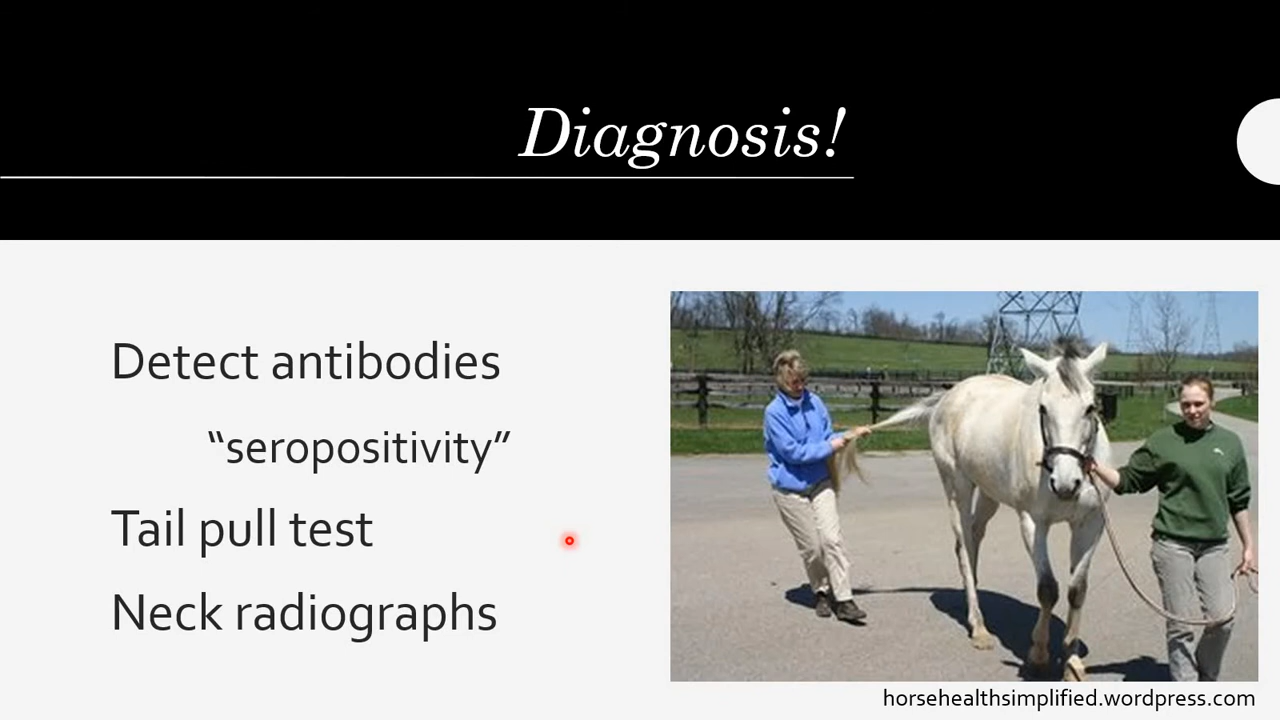 Diagnosis!
Detect antibodies
“seropositivity”
Tail pull test
Neck radiographs
horsehealthsimplified.wordpress.com